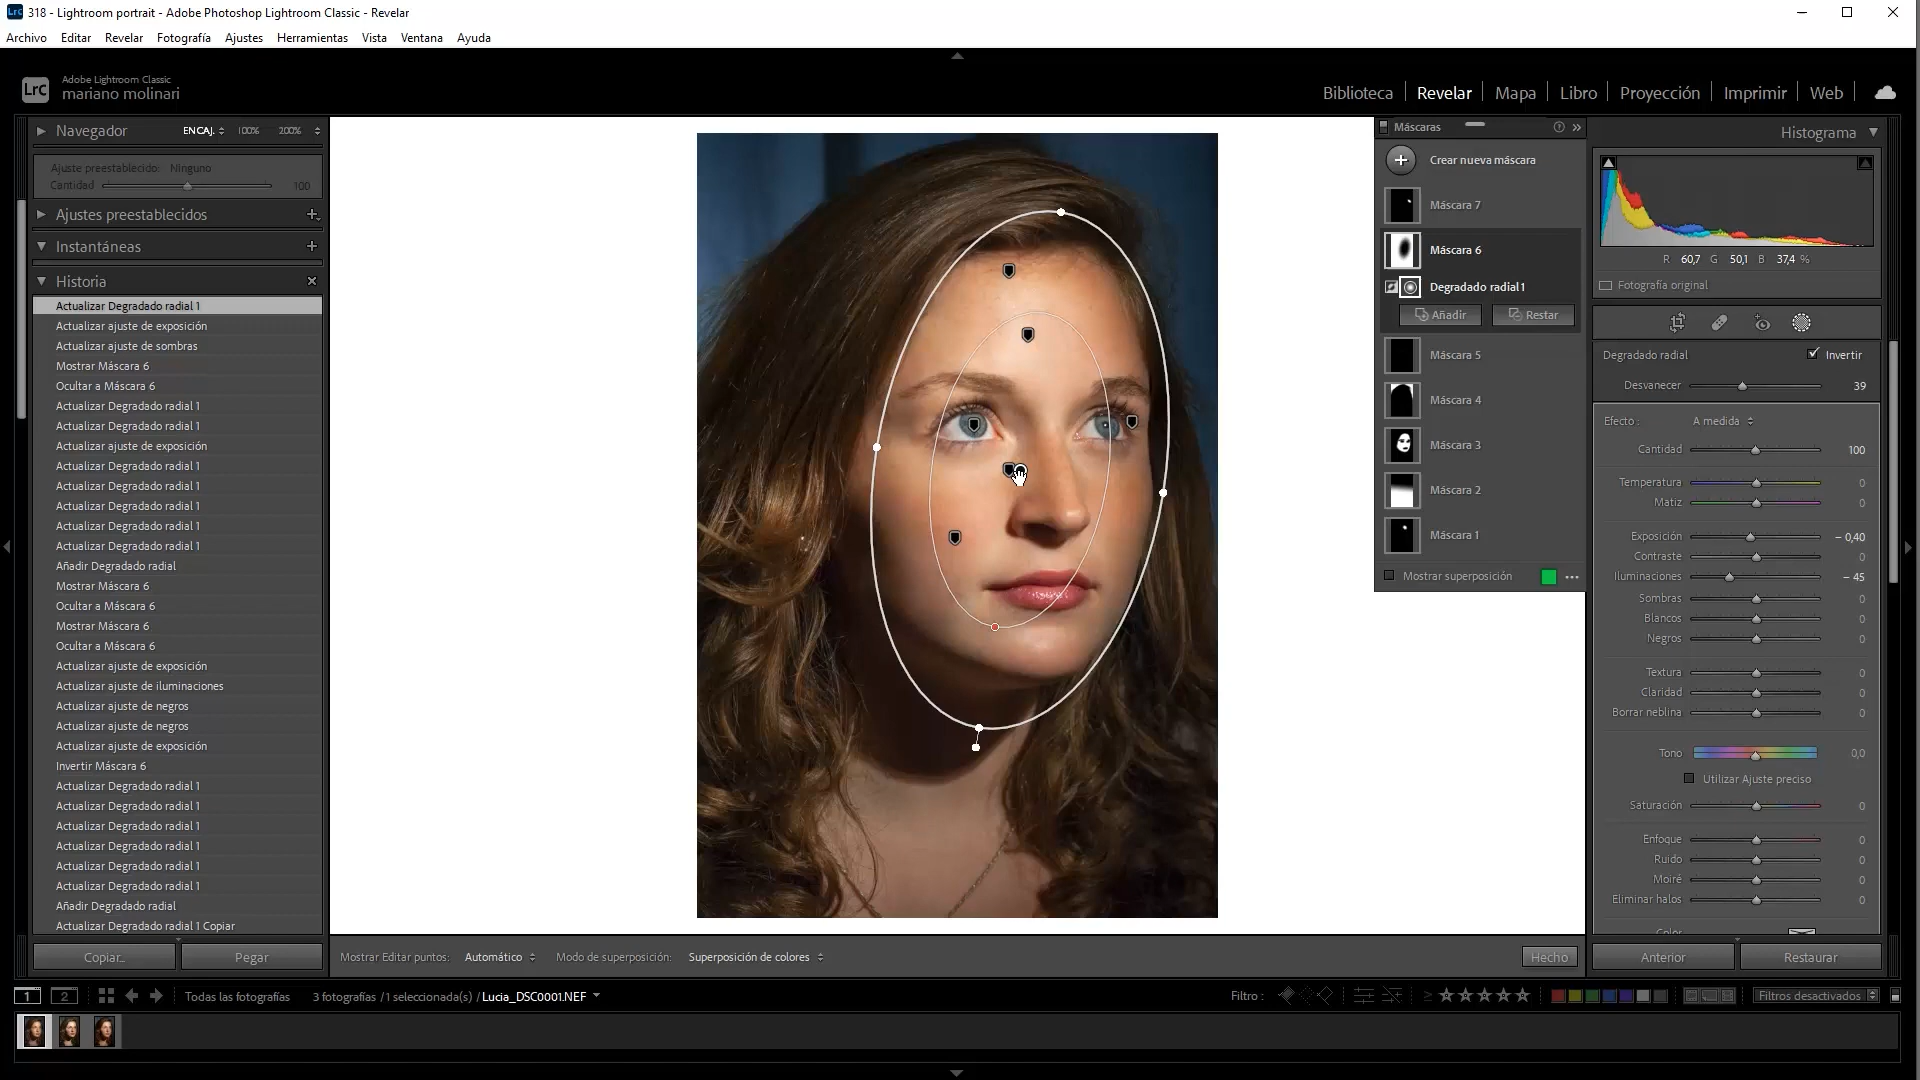 318 - Lightroom portrait - Adobe Photoshop Lightroom Classic - Revelar
Archivo Editar Revelar Fotografía Ajustes Herramientas Vista Ventana Ayuda
LrC Adobe Lightroom Classic
mariano molinari
Biblioteca Revelar Mapa Libro Proyección Imprimir Web
Navegador ENCAJ. 100% 200%
Ajuste preestablecido: Ninguno
Cantidad 100
Ajustes preestablecidos
Instantáneas
Historia
Actualizar Degradado radial 1
Actualizar ajuste de exposición
Actualizar ajuste de sombras
Mostrar Máscara 6
Ocultar a Máscara 6
Actualizar Degradado radial 1
Actualizar Degradado radial 1
Actualizar ajuste de exposición
Actualizar Degradado radial 1
Actualizar Degradado radial 1
Actualizar Degradado radial 1
Actualizar Degradado radial 1
Actualizar Degradado radial 1
Añadir Degradado radial
Mostrar Máscara 6
Ocultar a Máscara 6
Mostrar Máscara 6
Ocultar a Máscara 6
Actualizar ajuste de exposición
Actualizar ajuste de iluminaciones
Actualizar ajuste de negros
Actualizar ajuste de negros
Actualizar ajuste de exposición
Invertir Máscara 6
Actualizar Degradado radial 1
Actualizar Degradado radial 1
Actualizar Degradado radial 1
Actualizar Degradado radial 1
Actualizar Degradado radial 1
Actualizar Degradado radial 1
Añadir Degradado radial
Actualizar Degradado radial 1 Copiar
Copiar... Pegar
Máscaras
Crear nueva máscara
Máscara 7
Máscara 6
Degradado radial 1
Añadir Restar
Máscara 5
Máscara 4
Máscara 3
Máscara 2
Máscara 1
Mostrar superposición
Histograma
R 60,7 G 50,1 B 37,4 %
Fotografía original
Degradado radial Invertir
Desvanecer 39
Efecto : A medida
Cantidad 100
Temperatura 0
Matiz 0
Exposición – 0,40
Contraste 0
Iluminaciones – 45
Sombras 0
Blancos 0
Negros 0
Textura 0
Claridad 0
Borrar neblina 0
Tono 0,0
Utilizar Ajuste preciso
Saturación 0
Enfoque 0
Ruido 0
Moiré 0
Eliminar halos 0
Color
Mostrar Editar puntos: Automático Modo de superposición: Superposición de colores Hecho
Anterior Restaurar
1 2 Todas las fotografías 3 fotografías /1 seleccionada(s) /Lucia_DSC0001.NEF Filtro : ≥ Filtros desactivados